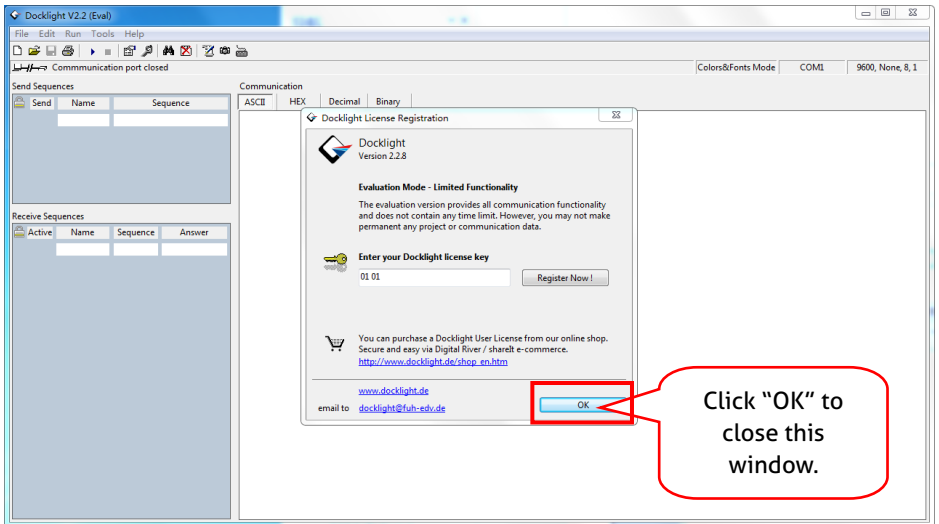 Docklight V2.2 (Eval)
File Edit Run Tools Help
Commmunication port closed
Colors&Fonts Mode COM1 9600, None, 8, 1
Send Sequences
Send Name Sequence
Communication
ASCII HEX Decimal Binary
Docklight License Registration
Docklight
Version 2.2.8
Evaluation Mode - Limited Functionality
The evaluation version provides all communication functionality
and does not contain any time limit. However, you may not make
permanent any project or communication data.
Receive Sequences
Active Name Sequence Answer
Enter your Docklight license key
01 01
Register Now !
You can purchase a Docklight User License from our online shop.
Secure and easy via Digital River / shareIt e-commerce.
http://www.docklight.de/shop_en.htm
www.docklight.de
email to docklight@fuh-edv.de
OK
Click “OK” to
close this
window.